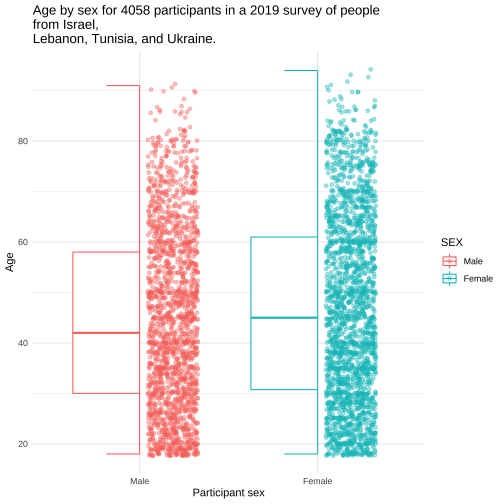 Age by sex for 4058 participants in a 2019 survey of people
from Israel,
Lebanon, Tunisia, and Ukraine.
80
60
40
20
Age
Male
Female
Participant sex
SEX
Male
Female